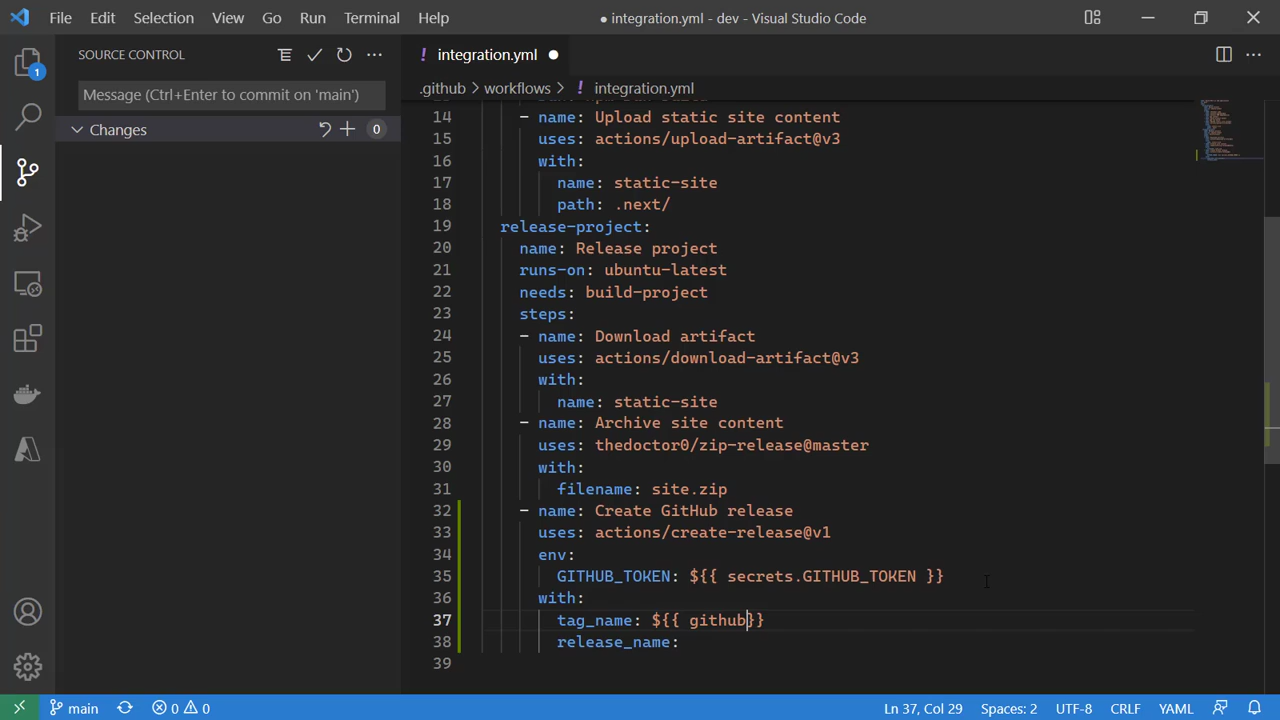 File Edit Selection View Go Run Terminal Help
● integration.yml - dev - Visual Studio Code
1
SOURCE CONTROL
Message (Ctrl+Enter to commit on 'main')
Changes 0
! integration.yml ●
.github > workflows > ! integration.yml
14 - name: Upload static site content
15 uses: actions/upload-artifact@v3
16 with:
17 name: static-site
18 path: .next/
19 release-project:
20 name: Release project
21 runs-on: ubuntu-latest
22 needs: build-project
23 steps:
24 - name: Download artifact
25 uses: actions/download-artifact@v3
26 with:
27 name: static-site
28 - name: Archive site content
29 uses: thedoctor0/zip-release@master
30 with:
31 filename: site.zip
32 - name: Create GitHub release
33 uses: actions/create-release@v1
34 env:
35 GITHUB_TOKEN: ${{ secrets.GITHUB_TOKEN }}
36 with:
37 tag_name: ${{ github}}
38 release_name:
39
main 0 0
Ln 37, Col 29 Spaces: 2 UTF-8 CRLF YAML